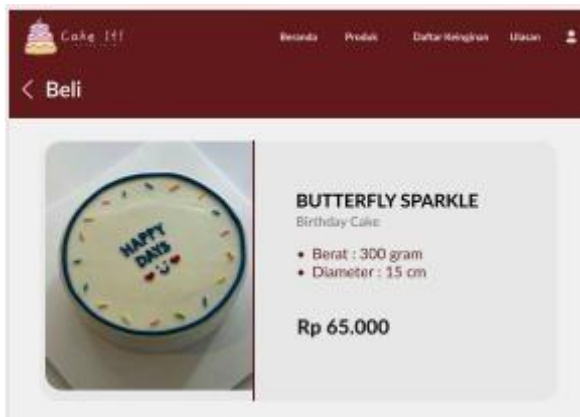 Cake It!
Beranda Produk Daftar Keinginan Ulasan
Beli
HAPPY
DAYS
BUTTERFLY SPARKLE
Birthday Cake
• Berat : 300 gram
• Diameter : 15 cm
Rp 65.000